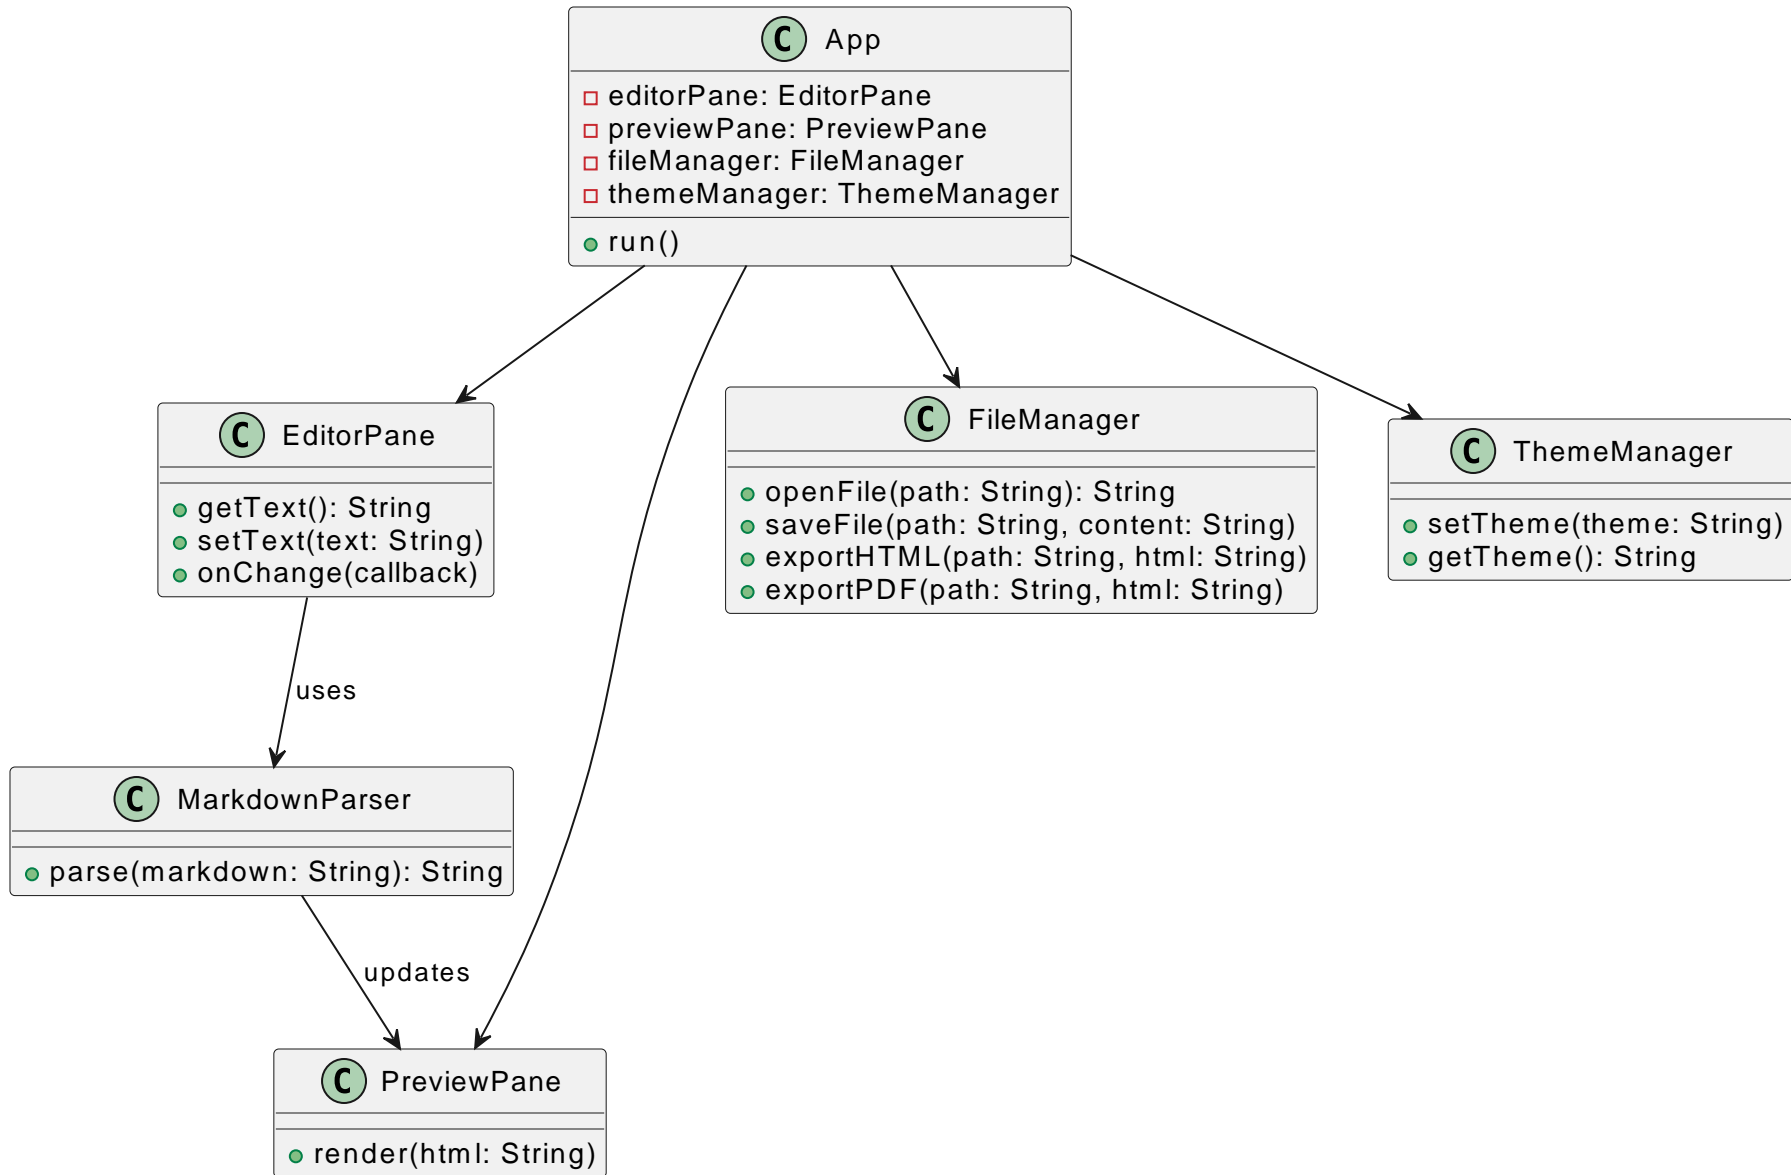 C App
editorPane: EditorPane
previewPane: PreviewPane
fileManager: FileManager
themeManager: ThemeManager
run()
C EditorPane
getText(): String
setText(text: String)
onChange(callback)
C FileManager
openFile(path: String): String
saveFile(path: String, content: String)
exportHTML(path: String, html: String)
exportPDF(path: String, html: String)
C ThemeManager
setTheme(theme: String)
getTheme(): String
uses
C MarkdownParser
parse(markdown: String): String
updates
C PreviewPane
render(html: String)